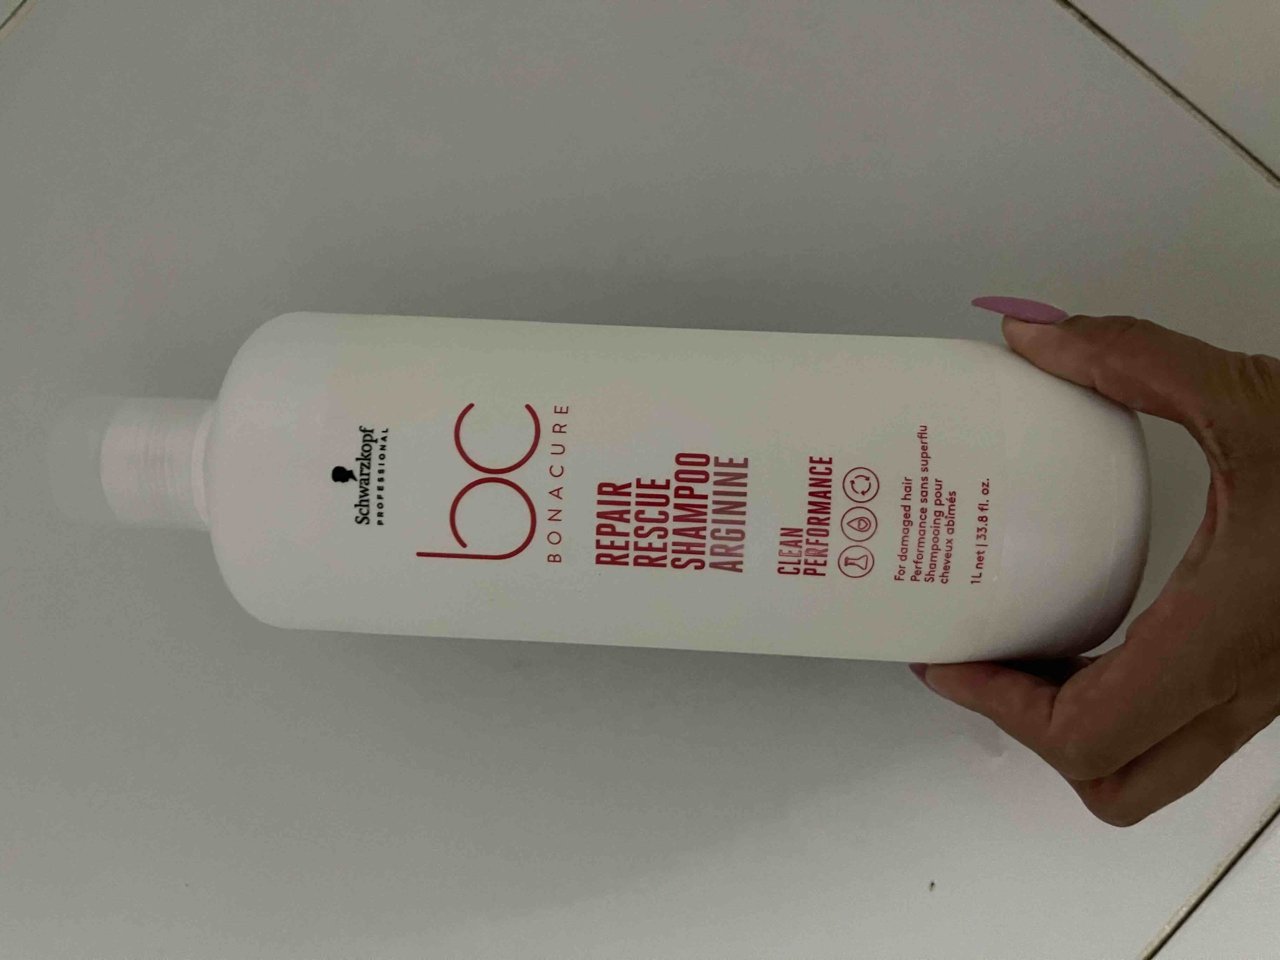 Schwarzkopf
PROFESSIONAL
bc
BONACURE
REPAIR
RESCUE
SHAMPOO
ARGININE
CLEAN
PERFORMANCE
For damaged hair
Performance sans superflu
Shampooing pour
cheveux abîmés
1L net | 33.8 fl. oz.